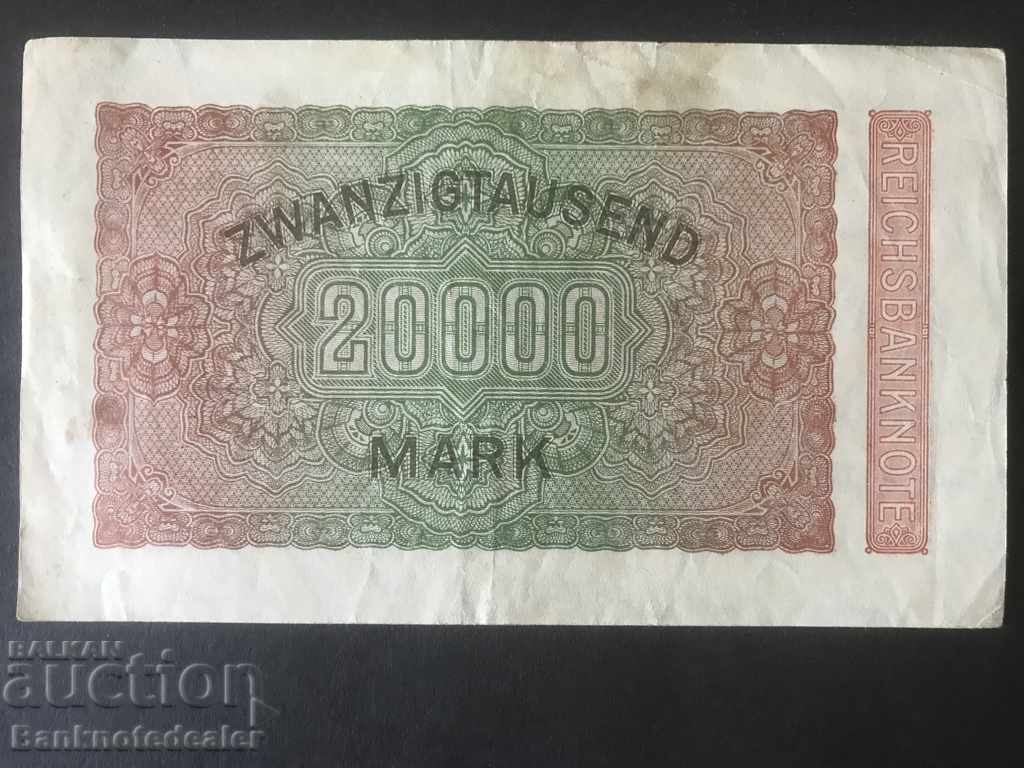 ZWANZIGTAUSEND
20000
MARK
REICHSBANKNOTE
BALKAN
auction
Banknotedealer